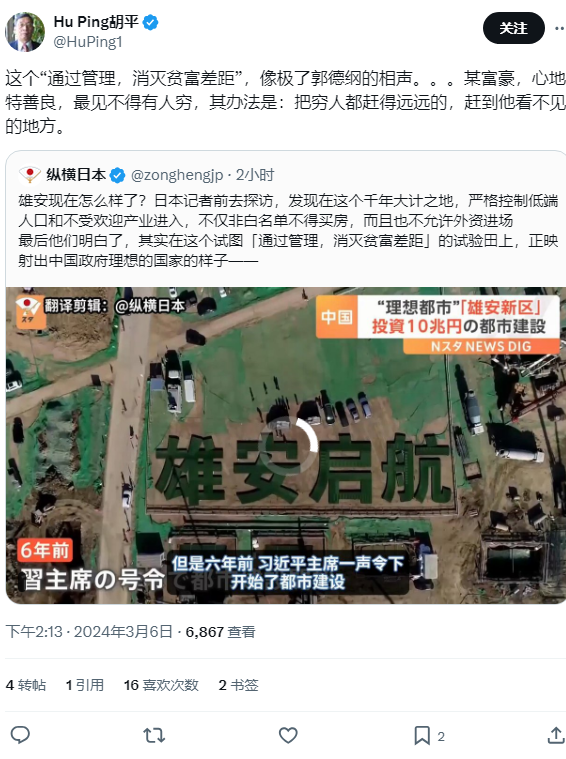 Hu Ping胡平
@HuPing1
关注
这个“通过管理，消灭贫富差距”，像极了郭德纲的相声。。。某富豪，心地
特善良，最见不得有人穷，其办法是：把穷人都赶得远远的，赶到他看不见
的地方。
纵横日本 @zonghengjp · 2小时
雄安现在怎么样了？日本记者前去探访，发现在这个千年大计之地，严格控制低端
人口和不受欢迎产业进入，不仅非白名单不得买房，而且也不允许外资进场
最后他们明白了，其实在这个试图「通过管理，消灭贫富差距」的试验田上，正映
射出中国政府理想的国家的样子——
翻译剪辑：@纵横日本
Nスタ
中国
“理想都市”「雄安新区」
投資10兆円の都市建設
Nスタ NEWS DIG
雄安启航
6年前
習主席の号令で都市
但是六年前 习近平主席一声令下
开始了都市建设
下午2:13 · 2024年3月6日 · 6,867 查看
4 转帖 1 引用 16 喜欢次数 2 书签
2